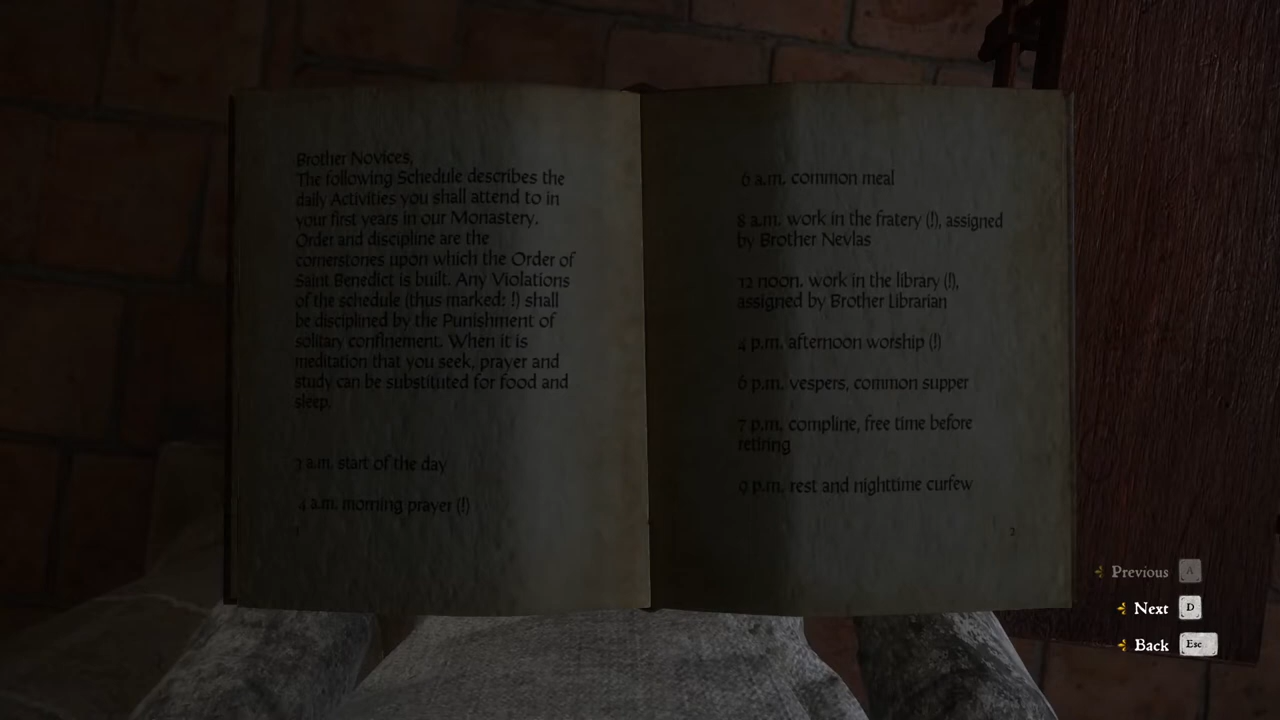 Brother Novices,
The following Schedule describes the
daily Activities you shall attend to in
your first years in our Monastery.
Order and discipline are the
cornerstones upon which the Order of
Saint Benedict is built. Any Violations
of the schedule (thus marked: !) shall
be disciplined by the Punishment of
solitary confinement. When it is
meditation that you seek, prayer and
study can be substituted for food and
sleep.
3 a.m. start of the day
4 a.m. morning prayer (!)
1
6 a.m. common meal
8 a.m. work in the fratery (!), assigned
by Brother Nevlas
12 noon. work in the library (!),
assigned by Brother Librarian
4 p.m. afternoon worship (!)
6 p.m. vespers, common supper
7 p.m. compline, free time before
retiring
9 p.m. rest and nighttime curfew
2
Previous A
Next D
Back Esc